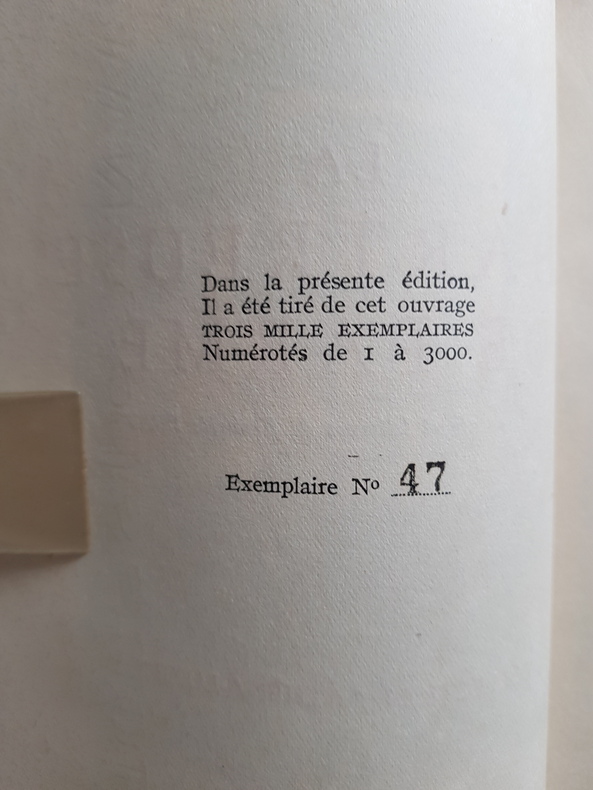 Dans la présente édition,
Il a été tiré de cet ouvrage
TROIS MILLE EXEMPLAIRES
Numérotés de 1 à 3000.
Exemplaire Nº 47